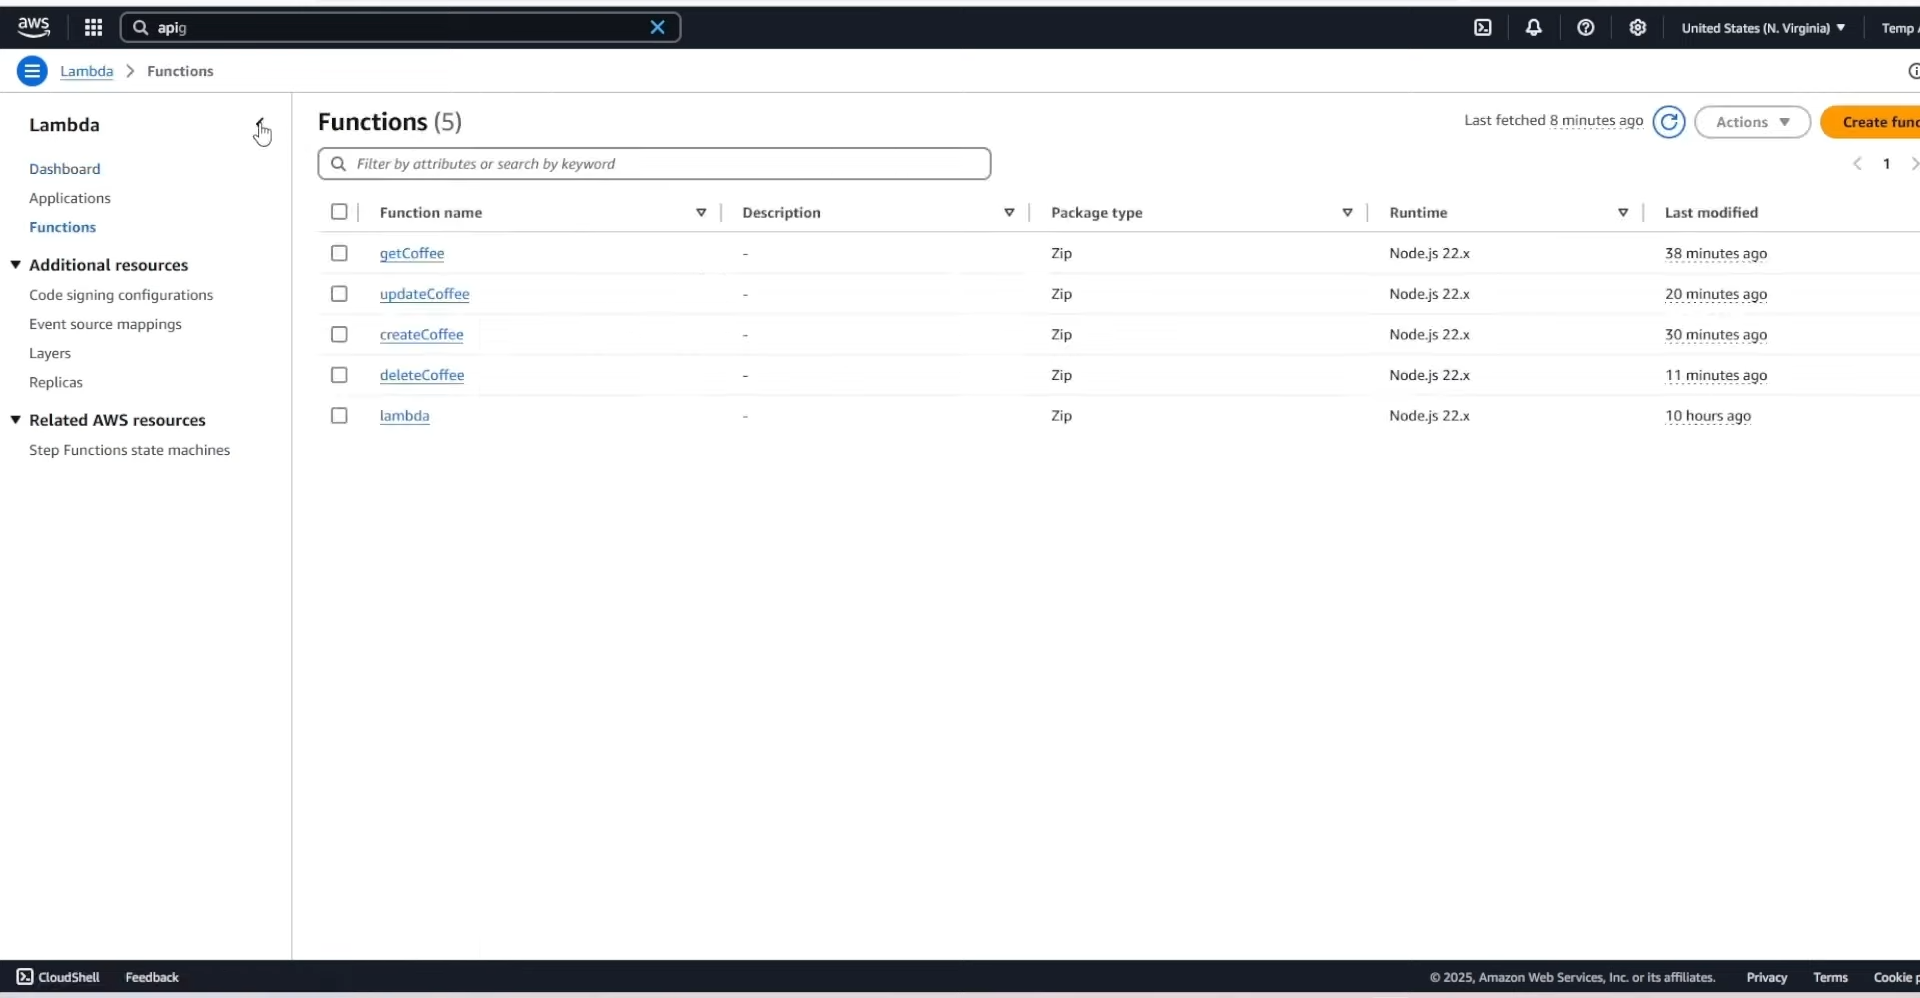 aws
apig
United States (N. Virginia)
Temp
Lambda > Functions
Lambda
Dashboard
Applications
Functions
Additional resources
Code signing configurations
Event source mappings
Layers
Replicas
Related AWS resources
Step Functions state machines
Functions (5)
Last fetched 8 minutes ago
Actions
Create func
Filter by attributes or search by keyword
1
Function name Description Package type Runtime Last modified
getCoffee - Zip Node.js 22.x 38 minutes ago
updateCoffee - Zip Node.js 22.x 20 minutes ago
createCoffee - Zip Node.js 22.x 30 minutes ago
deleteCoffee - Zip Node.js 22.x 11 minutes ago
lambda - Zip Node.js 22.x 10 hours ago
CloudShell Feedback © 2025, Amazon Web Services, Inc. or its affiliates. Privacy Terms Cookie p